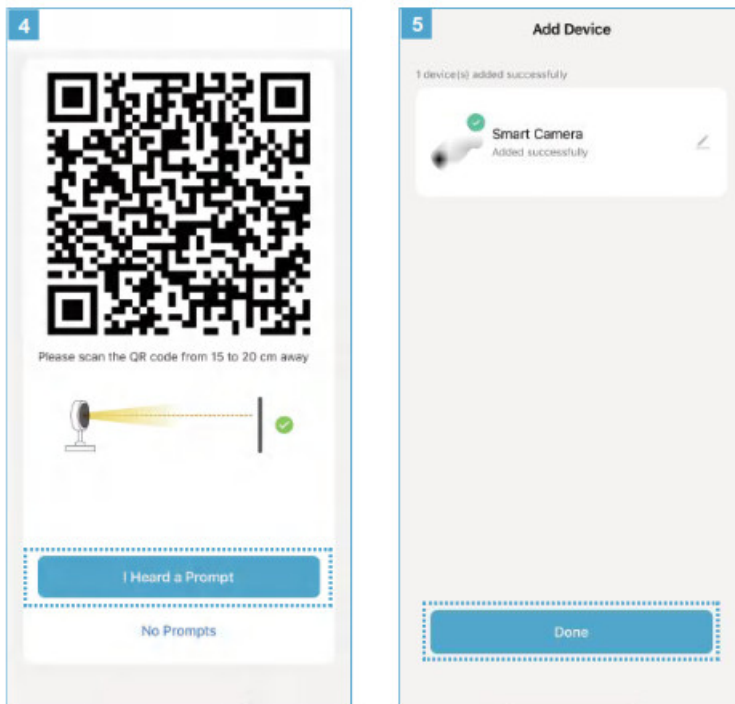 4
Please scan the QR code from 15 to 20 cm away
I Heard a Prompt
No Prompts
5
Add Device
1 device(s) added successfully
Smart Camera
Added successfully
Done